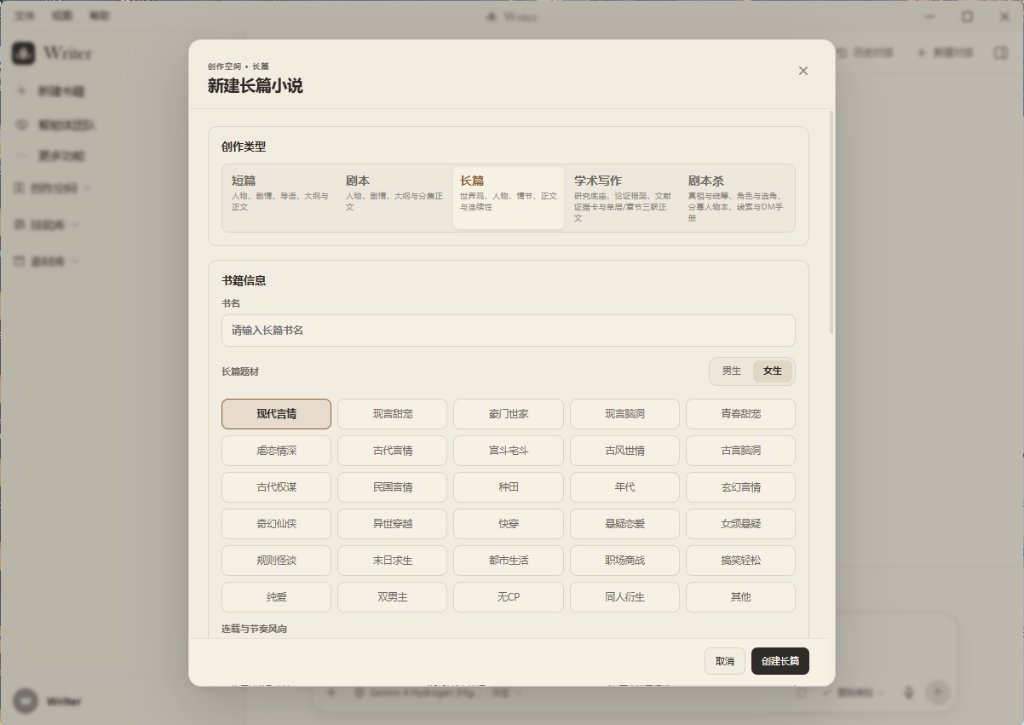 文件 视图 帮助
Writer
Writer
新建书籍
智能体团队
更多功能
创作空间
技能库
素材库
历史对话
新建对话
创作空间 • 长篇
新建长篇小说
创作类型
短篇
人物、剧情、导语、大纲与
正文
剧本
人物、剧情、大纲与分集正
文
长篇
世界观、人物、情节、正文
与连续性
学术写作
研究底座、论证框架、文献
证据卡与单层/章节三联正
文
剧本杀
真相与统筹、角色与选角、
分幕人物本、线索与DM手
册
书籍信息
书名
请输入长篇书名
长篇题材
男生 女生
现代言情 现言甜宠 豪门世家 现言脑洞 青春甜宠
虐恋情深 古代言情 宫斗宅斗 古风世情 古言脑洞
古代权谋 民国言情 种田 年代 玄幻言情
奇幻仙侠 异世穿越 快穿 悬疑恋爱 女频悬疑
规则怪谈 末日求生 都市生活 职场商战 搞笑轻松
纯爱 双男主 无CP 同人衍生 其他
连载与节奏风向
取消 创建长篇
Writer